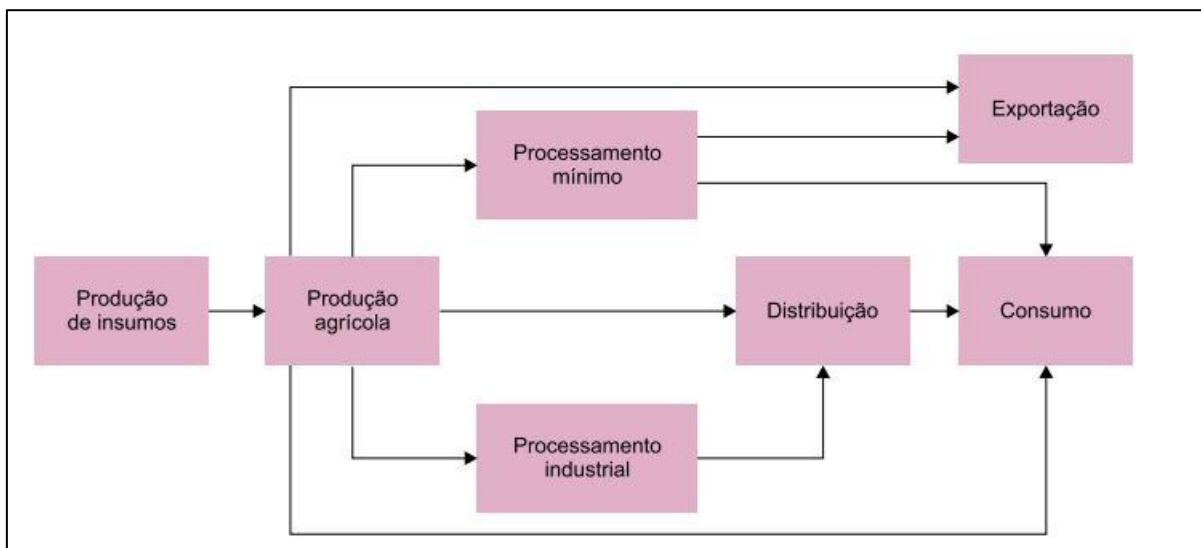 Exportação
Processamento
mínimo
Produção
de insumos
Produção
agrícola
Distribuição
Consumo
Processamento
industrial